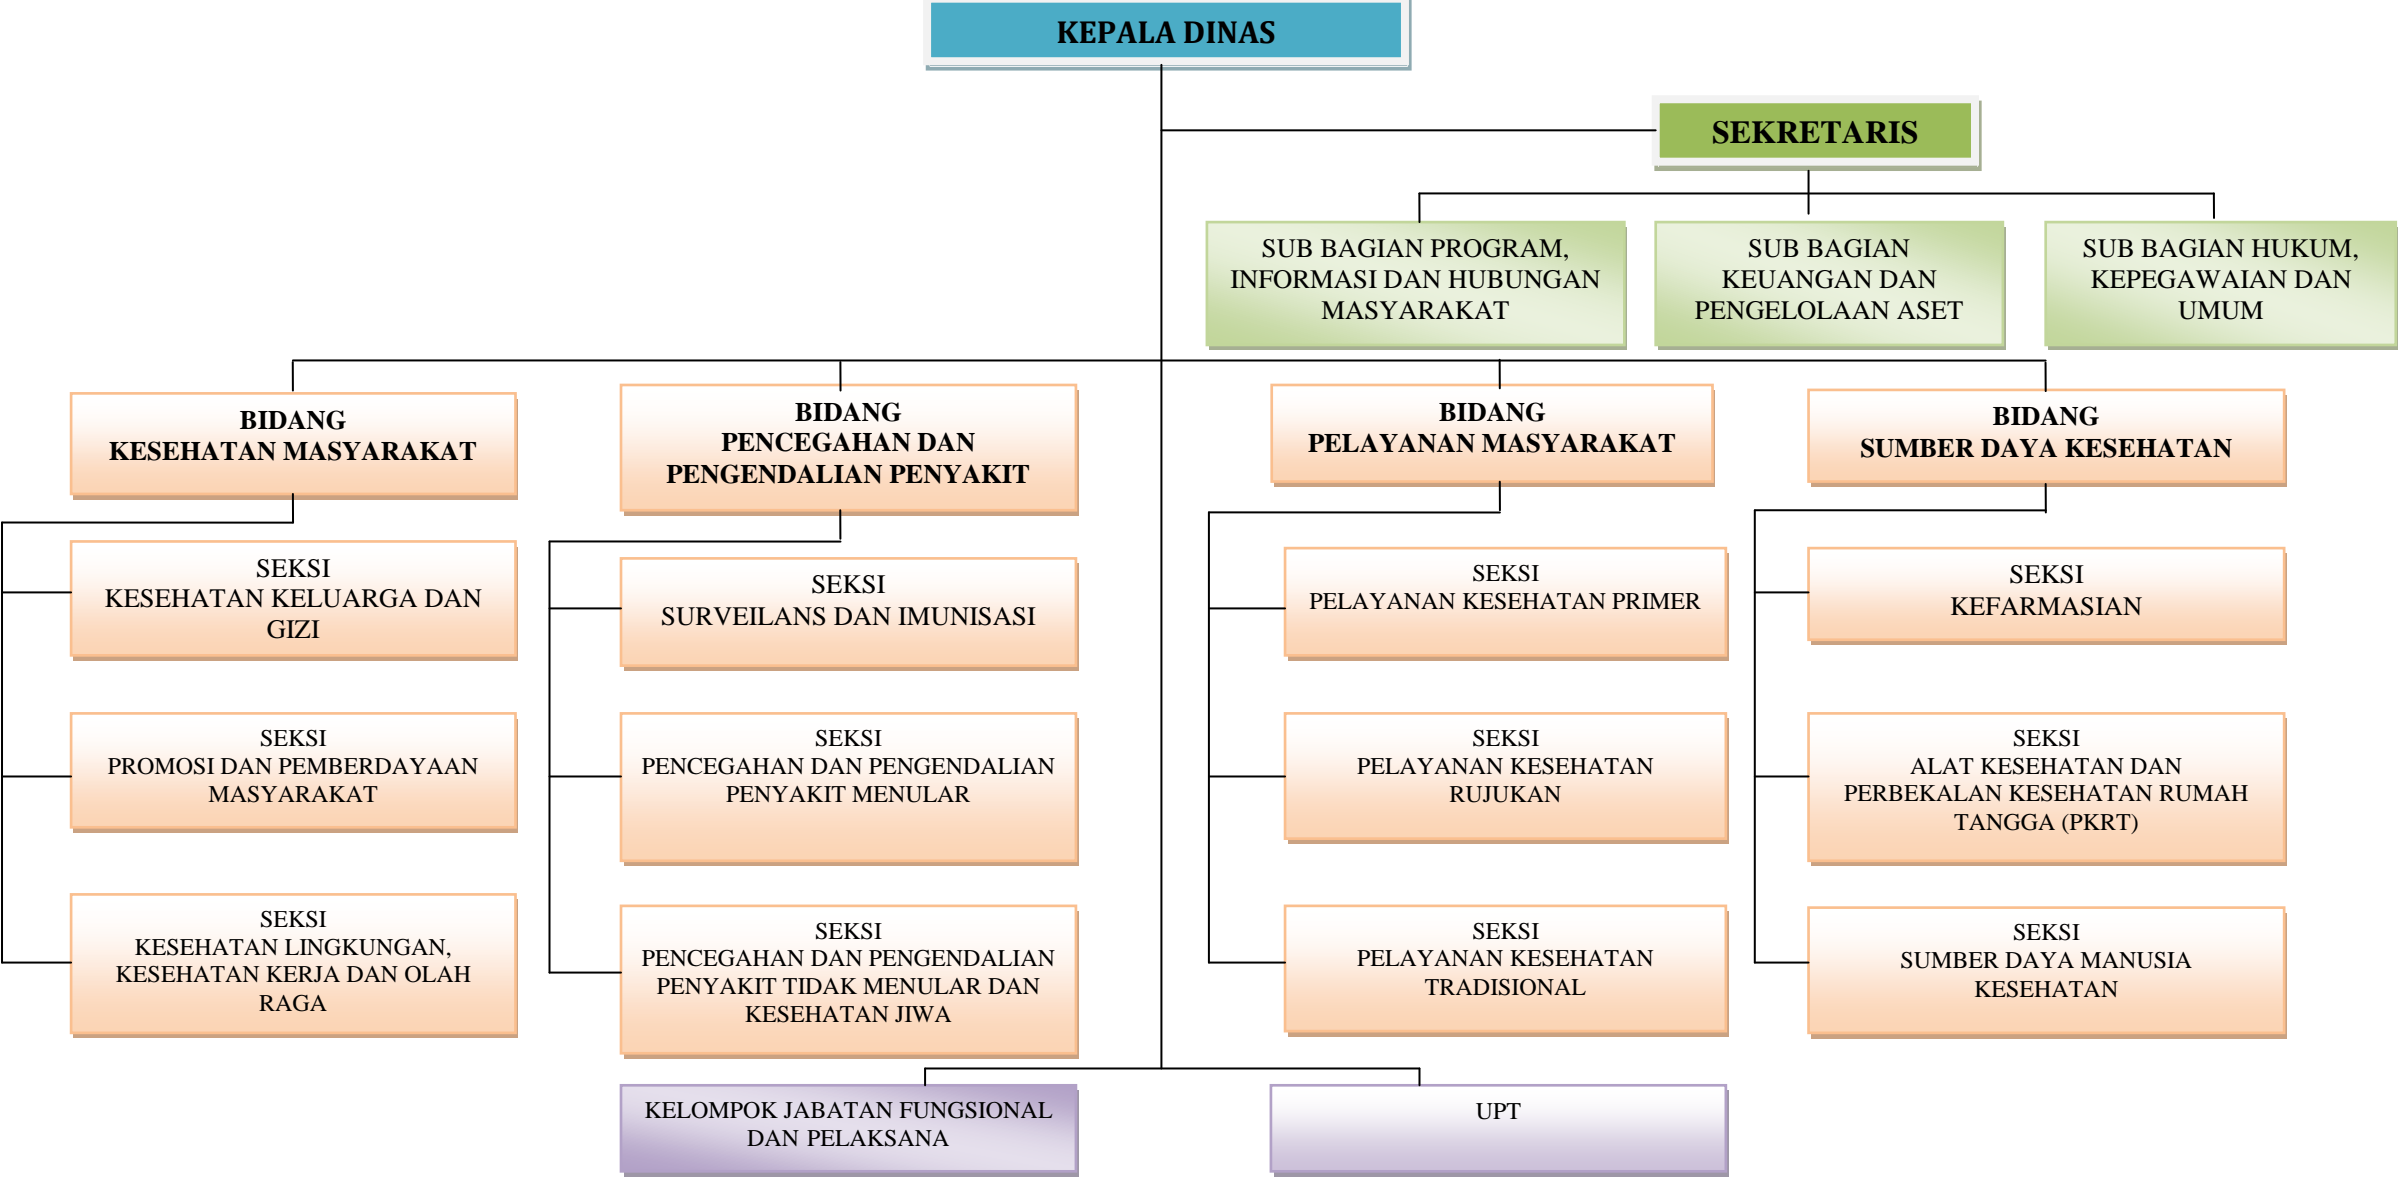 KEPALA DINAS
SEKRETARIS
SUB BAGIAN PROGRAM,
INFORMASI DAN HUBUNGAN
MASYARAKAT
SUB BAGIAN
KEUANGAN DAN
PENGELOLAAN ASET
SUB BAGIAN HUKUM,
KEPEGAWAIAN DAN
UMUM
BIDANG
KESEHATAN MASYARAKAT
BIDANG
PENCEGAHAN DAN
PENGENDALIAN PENYAKIT
BIDANG
PELAYANAN MASYARAKAT
BIDANG
SUMBER DAYA KESEHATAN
SEKSI
KESEHATAN KELUARGA DAN
GIZI
SEKSI
SURVEILANS DAN IMUNISASI
SEKSI
PELAYANAN KESEHATAN PRIMER
SEKSI
KEFARMASIAN
SEKSI
PROMOSI DAN PEMBERDAYAAN
MASYARAKAT
SEKSI
PENCEGAHAN DAN PENGENDALIAN
PENYAKIT MENULAR
SEKSI
PELAYANAN KESEHATAN
RUJUKAN
SEKSI
ALAT KESEHATAN DAN
PERBEKALAN KESEHATAN RUMAH
TANGGA (PKRT)
SEKSI
KESEHATAN LINGKUNGAN,
KESEHATAN KERJA DAN OLAH
RAGA
SEKSI
PENCEGAHAN DAN PENGENDALIAN
PENYAKIT TIDAK MENULAR DAN
KESEHATAN JIWA
SEKSI
PELAYANAN KESEHATAN
TRADISIONAL
SEKSI
SUMBER DAYA MANUSIA
KESEHATAN
KELOMPOK JABATAN FUNGSIONAL
DAN PELAKSANA
UPT